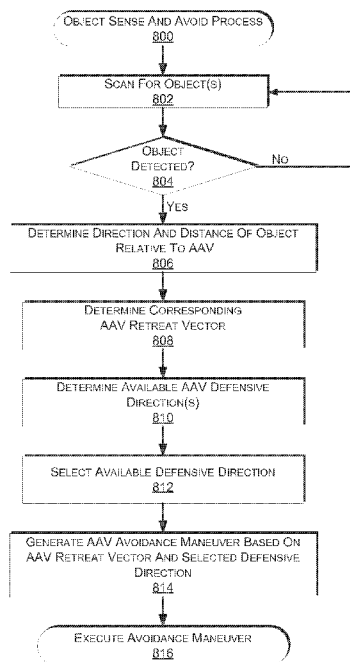 OBJECT SENSE AND AVOID PROCESS
800
SCAN FOR OBJECT(S)
802
OBJECT
DETECTED?
804
NO
YES
DETERMINE DIRECTION AND DISTANCE OF OBJECT
RELATIVE TO AAV
806
DETERMINE CORRESPONDING
AAV RETREAT VECTOR
808
DETERMINE AVAILABLE AAV DEFENSIVE
DIRECTION(S)
810
SELECT AVAILABLE DEFENSIVE DIRECTION
812
GENERATE AAV AVOIDANCE MANEUVER BASED ON
AAV RETREAT VECTOR AND SELECTED DEFENSIVE
DIRECTION
814
EXECUTE AVOIDANCE MANEUVER
816